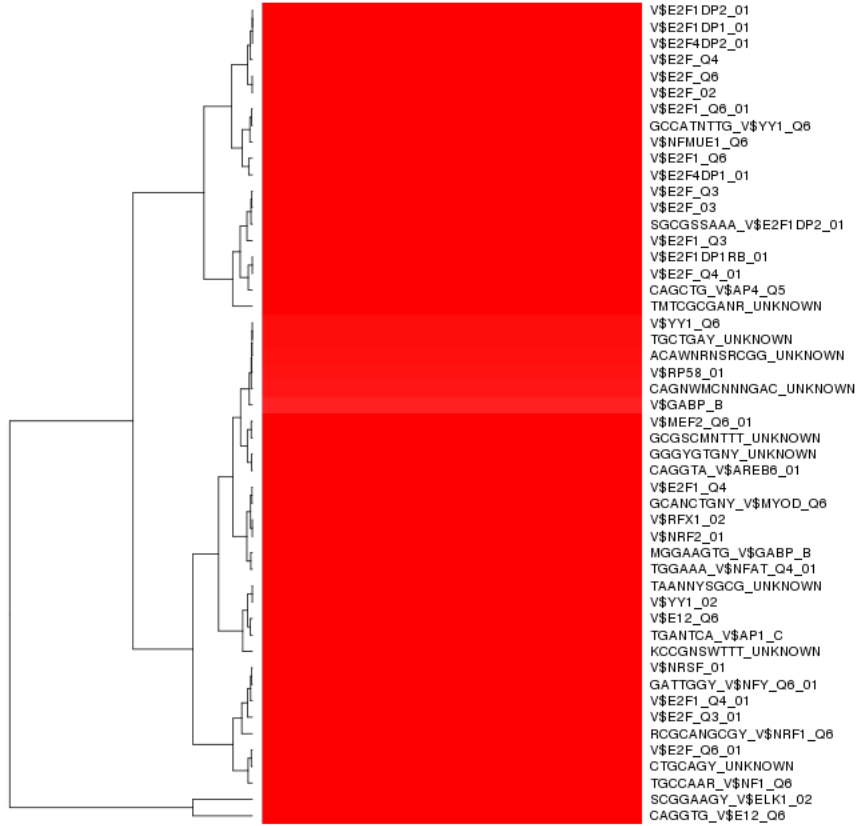 V$E2F1DP2_01
V$E2F1DP1_01
V$E2F4DP2_01
V$E2F_Q4
V$E2F_Q6
V$E2F_02
V$E2F1_Q6_01
GCCATNTTG_V$YY1_Q6
V$NFMUE1_Q6
V$E2F1_Q6
V$E2F4DP1_01
V$E2F_Q3
V$E2F_03
SGCGSSAAA_V$E2F1DP2_01
V$E2F1_Q3
V$E2F1DP1RB_01
V$E2F_Q4_01
CAGCTG_V$AP4_Q5
TMTCGCGANR_UNKNOWN
V$YY1_Q6
TGCTGAY_UNKNOWN
ACAWNRNSRCGG_UNKNOWN
V$RP58_01
CAGNWMCNNNGAC_UNKNOWN
V$GABP_B
V$MEF2_Q6_01
GCGSCMNTTT_UNKNOWN
GGGYGTGNY_UNKNOWN
CAGGTA_V$AREB6_01
V$E2F1_Q4
GCANCTGNY_V$MYOD_Q6
V$RFX1_02
V$NRF2_01
MGGAAGTG_V$GABP_B
TGGAAA_V$NFAT_Q4_01
TAANNYSGCG_UNKNOWN
V$YY1_02
V$E12_Q6
TGANTCA_V$AP1_C
KCCGNSWTTT_UNKNOWN
V$NRSF_01
GATTGGY_V$NFY_Q6_01
V$E2F1_Q4_01
V$E2F_Q3_01
RCGCANGCGY_V$NRF1_Q6
V$E2F_Q6_01
CTGCAGY_UNKNOWN
TGCCAAR_V$NF1_Q6
SCGGAAGY_V$ELK1_02
CAGGTG_V$E12_Q6